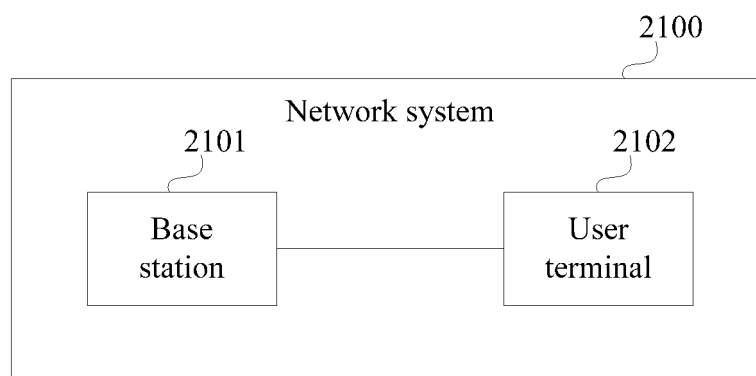 2100
Network system
2101
2102
Base
station
User
terminal